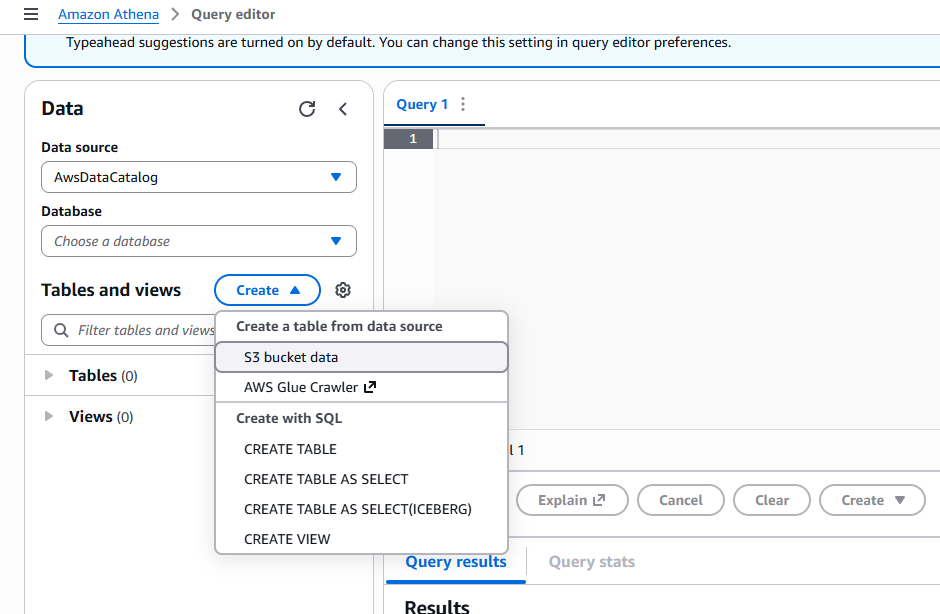 Amazon Athena > Query editor
Typeahead suggestions are turned on by default. You can change this setting in query editor preferences.
Data
Data source
AwsDataCatalog
Database
Choose a database
Tables and views
Create
Filter tables and views
Tables (0)
Views (0)
Create a table from data source
S3 bucket data
AWS Glue Crawler
Create with SQL
CREATE TABLE
CREATE TABLE AS SELECT
CREATE TABLE AS SELECT(ICEBERG)
CREATE VIEW
Query 1
1
l 1
Explain
Cancel
Clear
Create
Query results
Query stats
Results